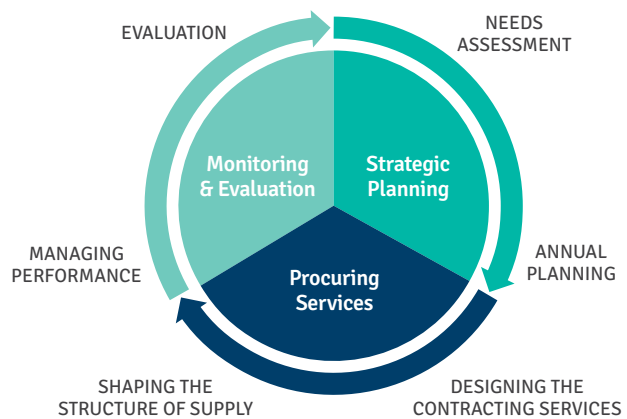 EVALUATION
NEEDS
ASSESSMENT
Monitoring
& Evaluation
Strategic
Planning
MANAGING
PERFORMANCE
ANNUAL
PLANNING
Procuring
Services
SHAPING THE
STRUCTURE OF SUPPLY
DESIGNING THE
CONTRACTING SERVICES